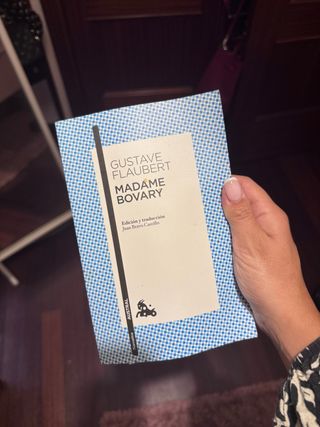 GUSTAVE
FLAUBERT
MADAME
BOVARY
Edición y traducción
Juan Bravo Castillo
AUSTRAL